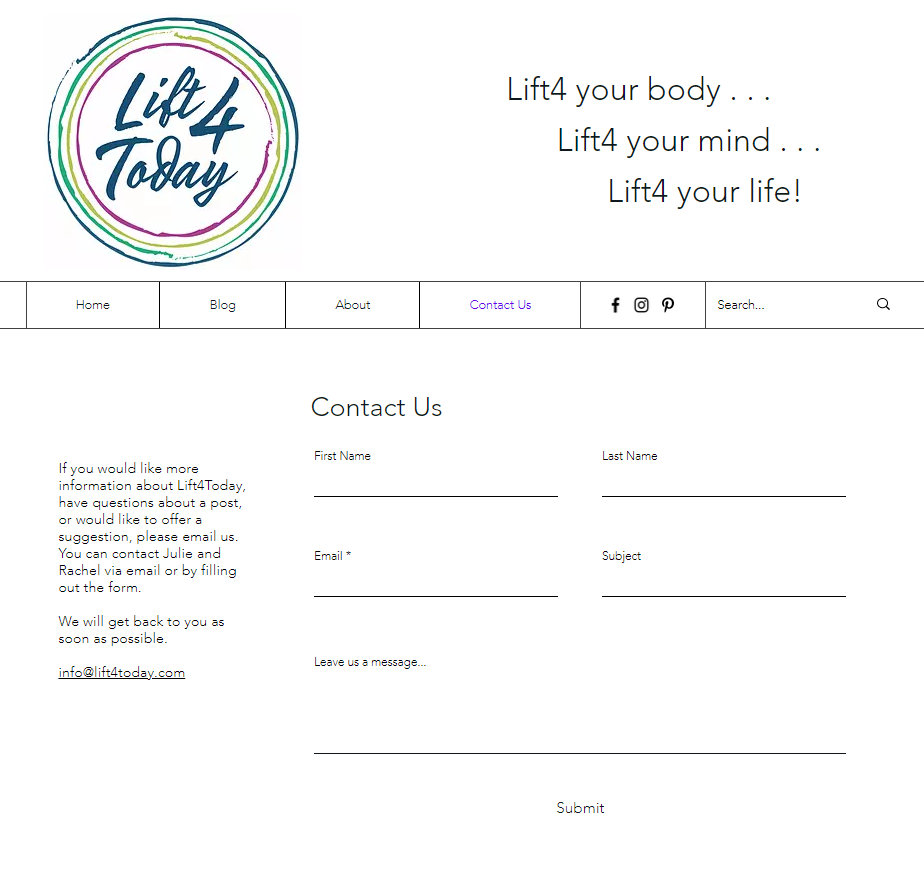 Lift 4
Today
Lift4 your body . . .
Lift4 your mind . . .
Lift4 your life!
Home
Blog
About
Contact Us
Search...
Contact Us
If you would like more
information about Lift4Today,
have questions about a post,
or would like to offer a
suggestion, please email us.
You can contact Julie and
Rachel via email or by filling
out the form.
We will get back to you as
soon as possible.
info@lift4today.com
First Name
Last Name
Email *
Subject
Leave us a message...
Submit